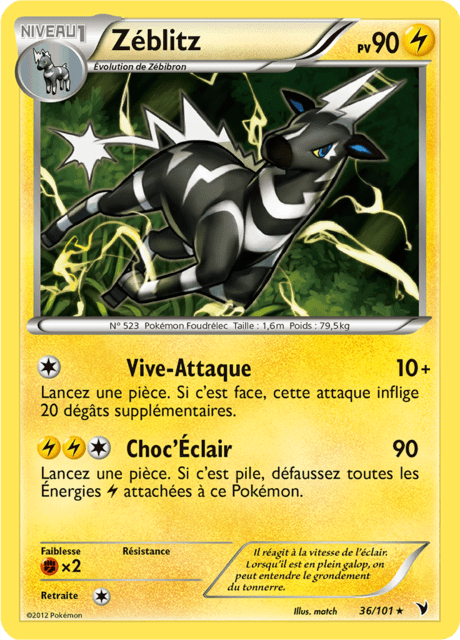 NIVEAU 1
Zéblitz
PV 90
Évolution de Zébibron
N° 523 Pokémon Foudrélec Taille : 1,6m Poids : 79,5kg
Vive-Attaque 10+
Lancez une pièce. Si c'est face, cette attaque inflige
20 dégâts supplémentaires.
Choc'Éclair 90
Lancez une pièce. Si c'est pile, défaussez toutes les
Énergies attachées à ce Pokémon.
Faiblesse Résistance
×2
Retraite
Il réagit à la vitesse de l'éclair.
Lorsqu'il est en plein galop, on
peut entendre le grondement
du tonnerre.
©2012 Pokémon
Illus. match 36/101 ★